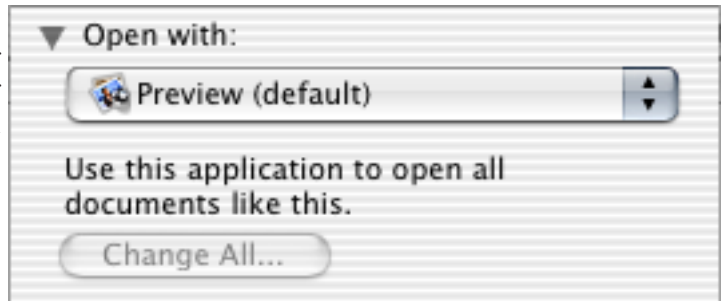 Open with:
Preview (default)
Use this application to open all
documents like this.
Change All...